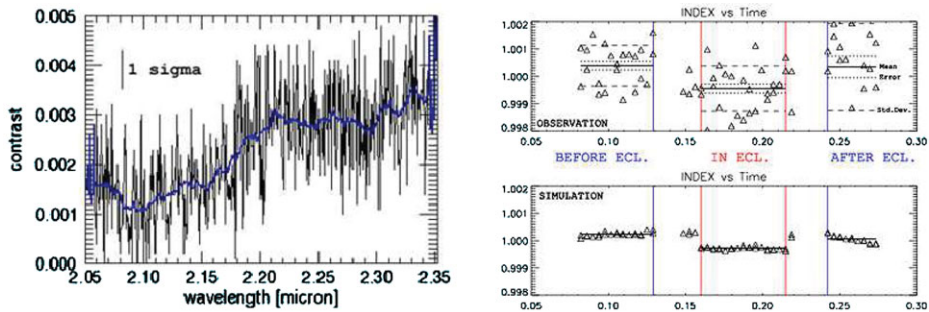 0.005
0.004
0.003
0.002
0.001
0.000
contrast
1 sigma
2.05 2.10 2.15 2.20 2.25 2.30 2.35
wavelength [micron]
INDEX vs Time
1.002
1.001
1.000
0.999
0.998
Mean
Error
Std.Dev.
OBSERVATION
0.05 0.10 0.15 0.20 0.25 0.30
BEFORE ECL. IN ECL. AFTER ECL.
INDEX vs Time
1.002
1.001
1.000
0.999
0.998
SIMULATION
0.05 0.10 0.15 0.20 0.25 0.30